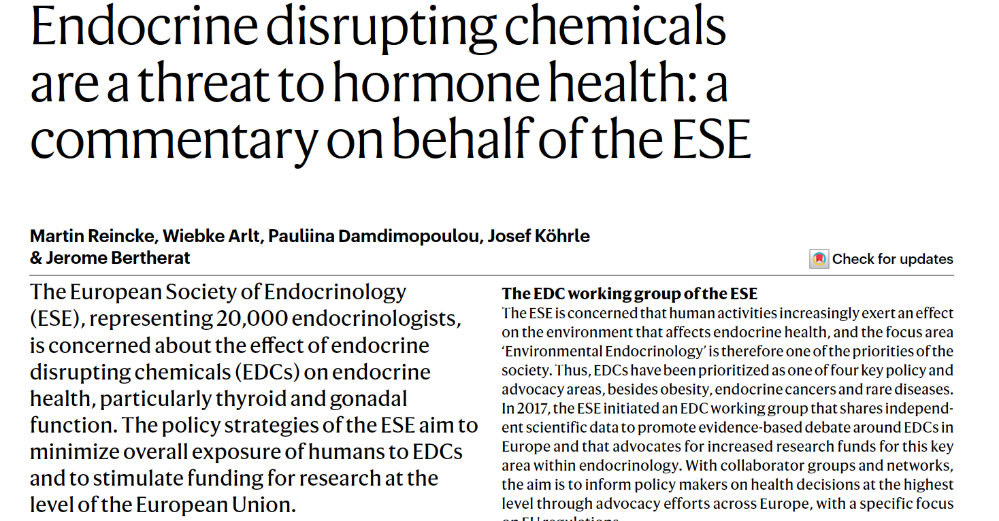 Endocrine disrupting chemicals
are a threat to hormone health: a
commentary on behalf of the ESE
Martin Reincke, Wiebke Arlt, Pauliina Damdimopoulou, Josef Köhrle
& Jerome Bertherat
Check for updates
The European Society of Endocrinology
(ESE), representing 20,000 endocrinologists,
is concerned about the effect of endocrine
disrupting chemicals (EDCs) on endocrine
health, particularly thyroid and gonadal
function. The policy strategies of the ESE aim to
minimize overall exposure of humans to EDCs
and to stimulate funding for research at the
level of the European Union.
The EDC working group of the ESE
The ESE is concerned that human activities increasingly exert an effect
on the environment that affects endocrine health, and the focus area
‘Environmental Endocrinology’ is therefore one of the priorities of the
society. Thus, EDCs have been prioritized as one of four key policy and
advocacy areas, besides obesity, endocrine cancers and rare diseases.
In 2017, the ESE initiated an EDC working group that shares independ-
ent scientific data to promote evidence-based debate around EDCs in
Europe and that advocates for increased research funds for this key
area within endocrinology. With collaborator groups and networks,
the aim is to inform policy makers on health decisions at the highest
level through advocacy efforts across Europe, with a specific focus
on EU regulations.